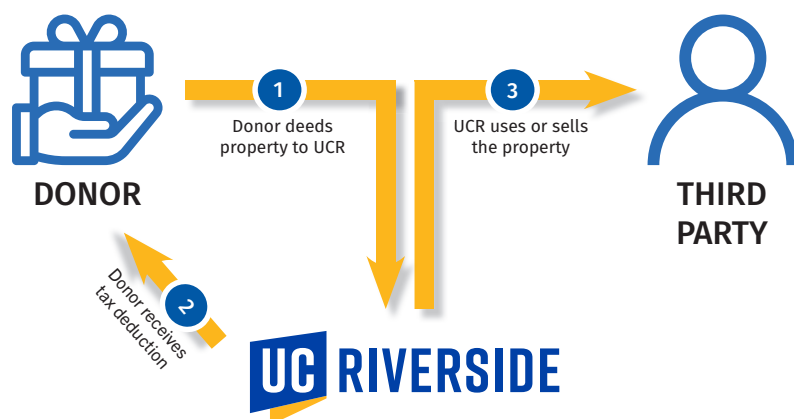 1
Donor deeds
property to UCR
3
UCR uses or sells
the property
DONOR
THIRD
PARTY
2
Donor receives
tax deduction
UC RIVERSIDE